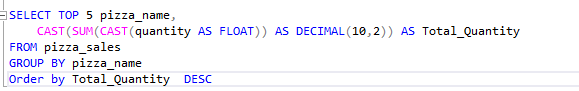 SELECT TOP 5 pizza_name,
CAST(SUM(CAST(quantity AS FLOAT)) AS DECIMAL(10,2)) AS Total_Quantity
FROM pizza_sales
GROUP BY pizza_name
Order by Total_Quantity  DESC